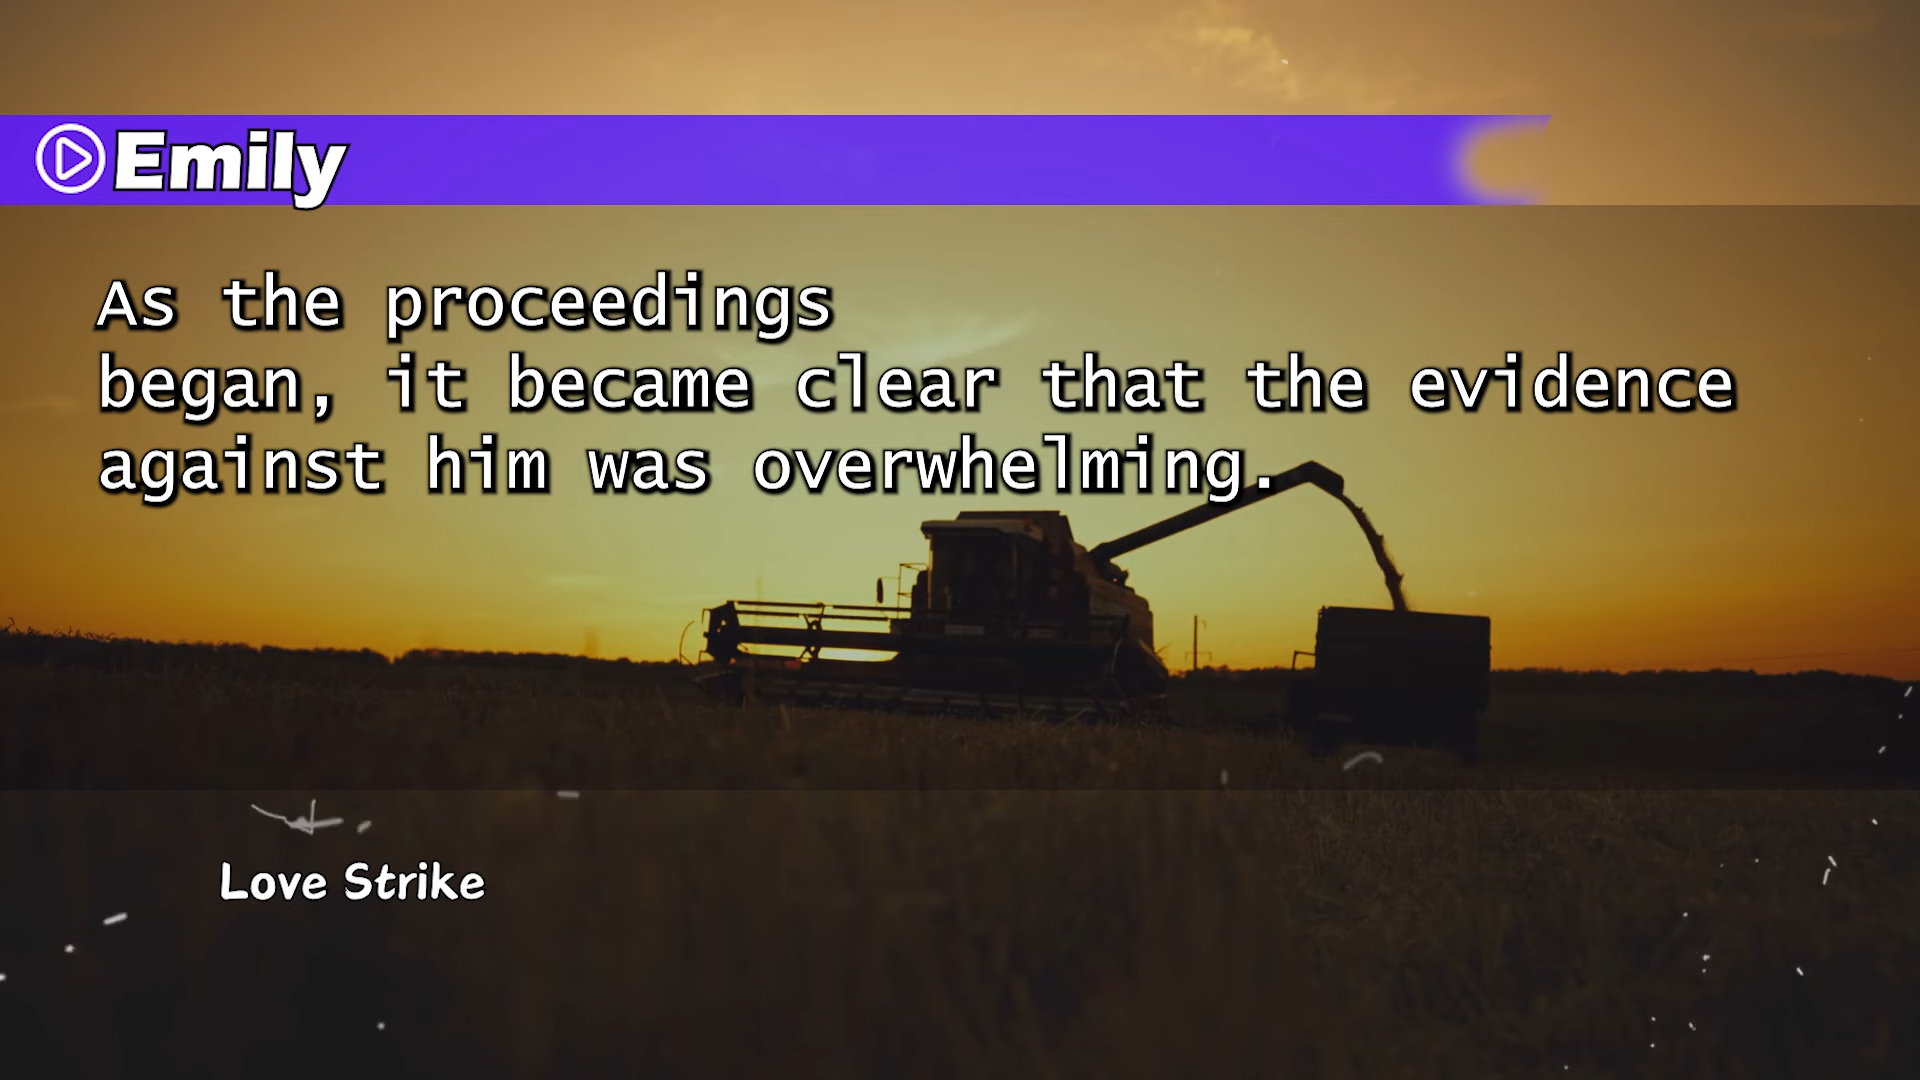 Emily
As the proceedings
began, it became clear that the evidence
against him was overwhelming.
Love Strike